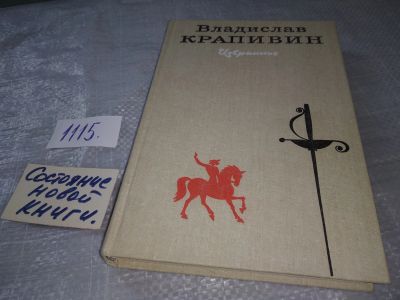 Владислав
КРАПИВИН
Избранное
1115.
Состояние
новой
книги.